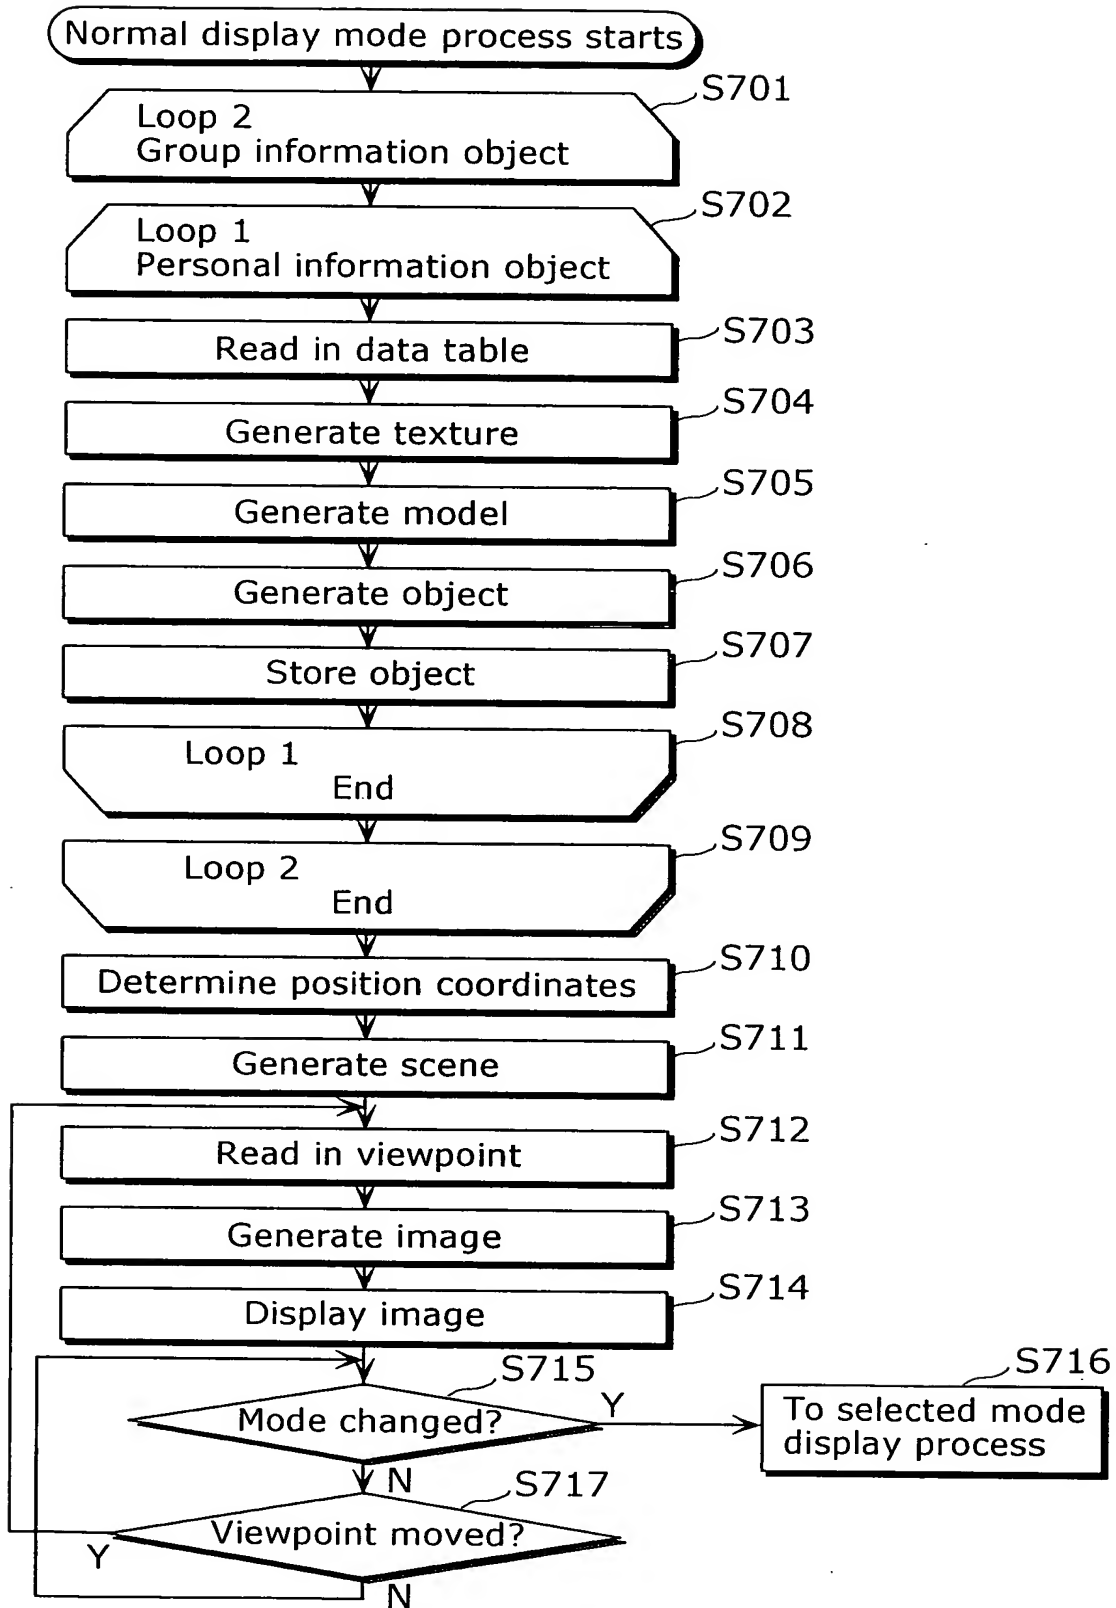 Normal display mode process starts
S701
Loop 2
Group information object
S702
Loop 1
Personal information object
S703
Read in data table
S704
Generate texture
S705
Generate model
S706
Generate object
S707
Store object
S708
Loop 1
End
S709
Loop 2
End
S710
Determine position coordinates
S711
Generate scene
S712
Read in viewpoint
S713
Generate image
S714
Display image
S715
Mode changed?
Y
S716
To selected mode
display process
N
S717
Viewpoint moved?
Y
N